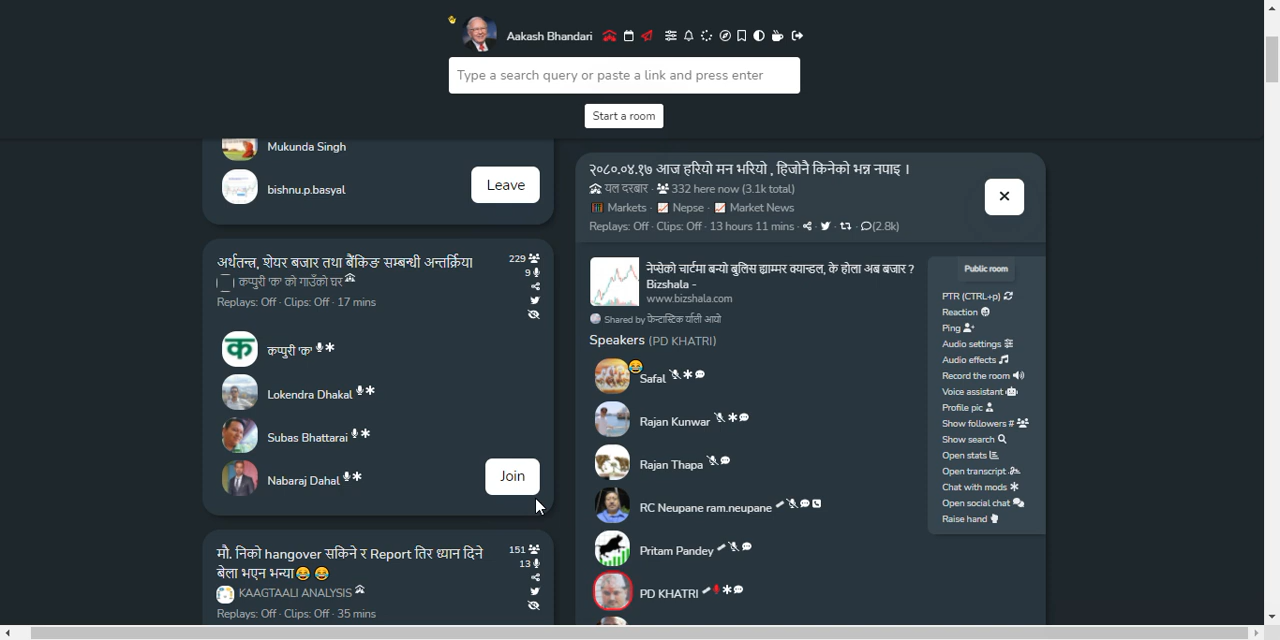 Aakash Bhandari
Type a search query or paste a link and press enter
Start a room
Mukunda Singh
bishnu.p.basyal
Leave
अर्थतन्त्र, शेयर बजार तथा बैंकिङ सम्बन्धी अन्तर्क्रिया
229
9
कप्पुरी 'क' को गाउँको घर
Replays: Off · Clips: Off · 17 mins
क
कप्पुरी 'क'
Lokendra Dhakal
Subas Bhattarai
Nabaraj Dahal
Join
मौ. निको hangover सकिने र Report तिर ध्यान दिने
बेला भएन भन्या😂 😂
151
13
KAAGTAALI ANALYSIS
Replays: Off · Clips: Off · 35 mins
२०८०.०४.१७ आज हरियो मन भरियो , हिजोनै किनेको भन्न नपाइ ।
यल दरबार · 332 here now (3.1k total)
Markets · Nepse · Market News
Replays: Off · Clips: Off · 13 hours 11 mins · (2.8k)
नेप्सेको चार्टमा बन्यो बुलिस ह्याम्मर क्यान्डल, के होला अब बजार ?
Bizshala -
www.bizshala.com
Shared by फेन्टास्टिक र्याली आयो
Speakers (PD KHATRI)
Safal
Rajan Kunwar
Rajan Thapa
RC Neupane ram.neupane
Pritam Pandey
PD KHATRI
Public room
PTR (CTRL+p)
Reaction
Ping
Audio settings
Audio effects
Record the room
Voice assistant
Profile pic
Show followers #
Show search
Open stats
Open transcript
Chat with mods
Open social chat
Raise hand